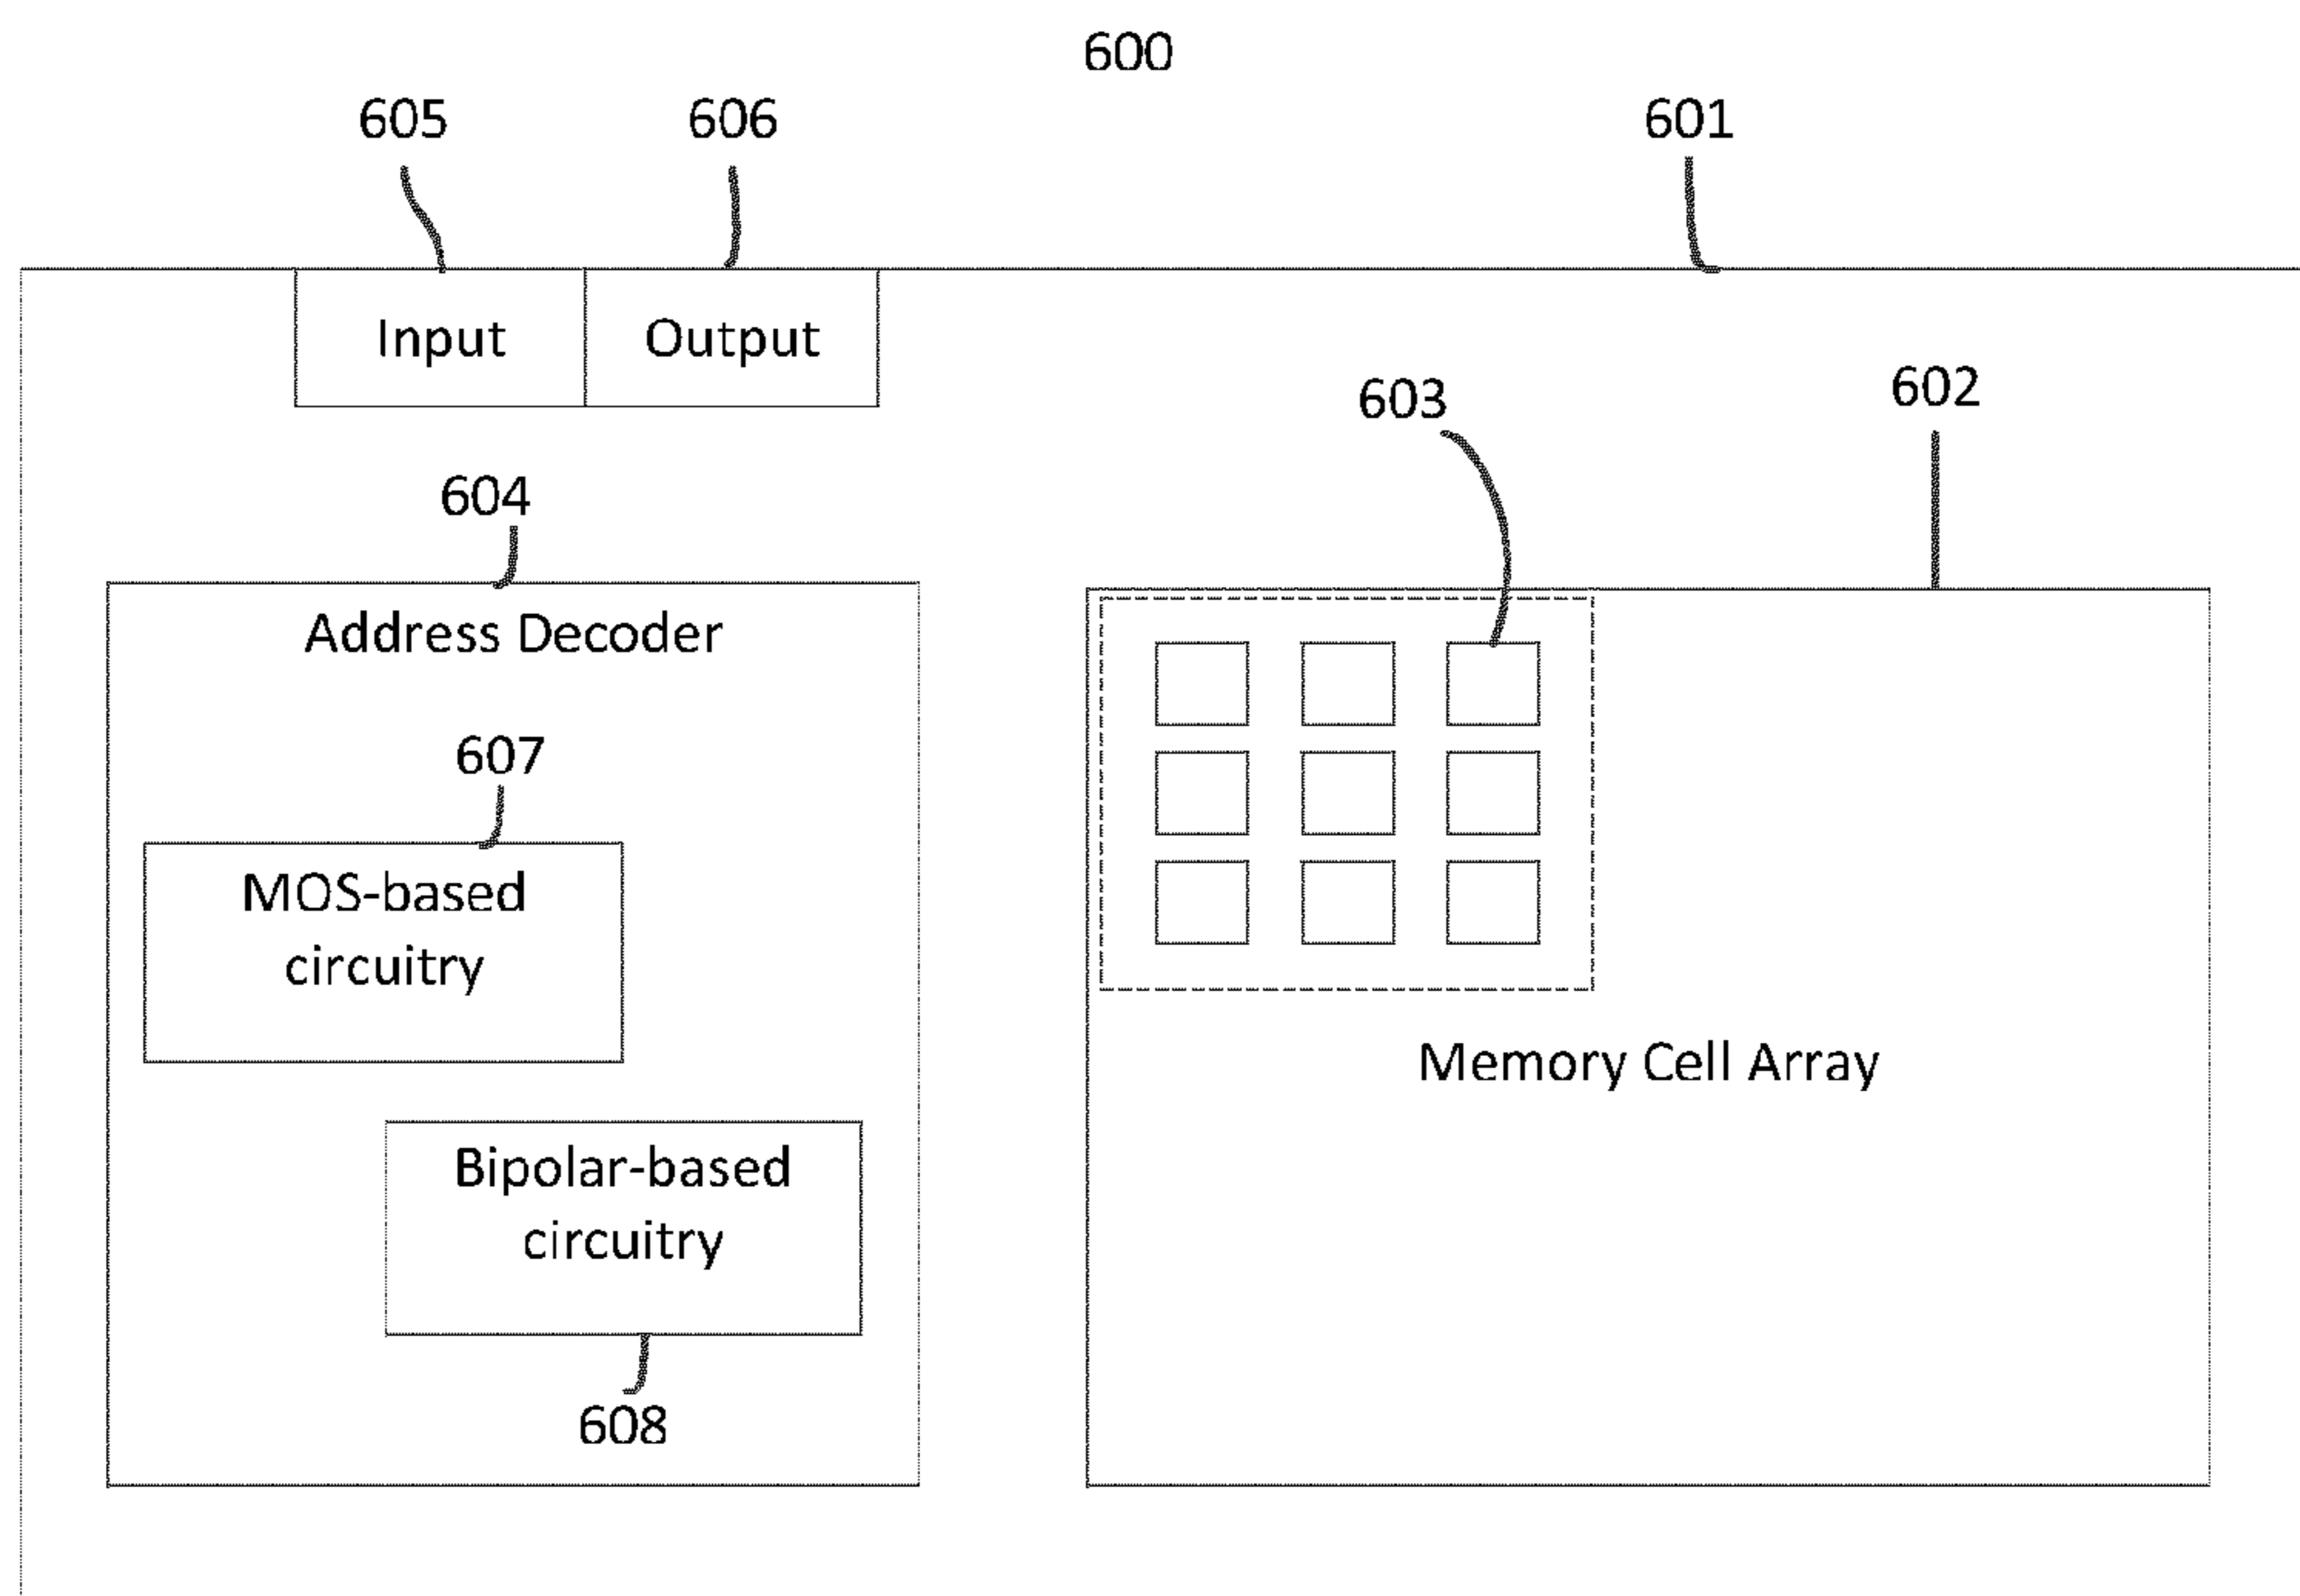 600
605
606
601
Input
Output
603
602
604
Address Decoder
607
MOS-based
circuitry
Memory Cell Array
Bipolar-based
circuitry
608